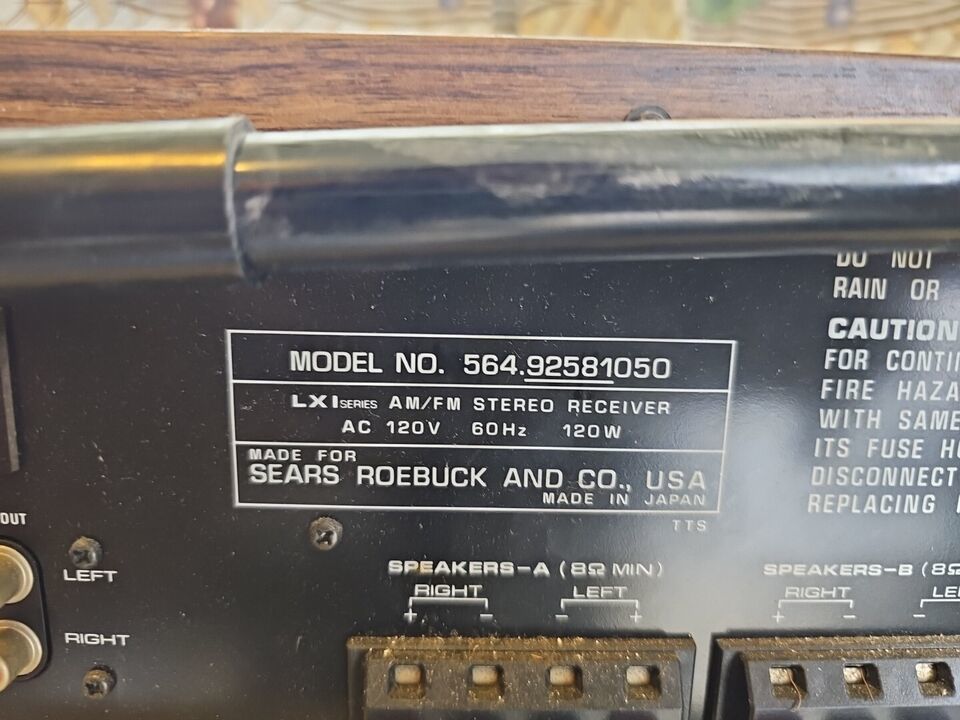 DO NOT
RAIN OR
CAUTION
FOR CONTIN
FIRE HAZA
WITH SAME
ITS FUSE HO
DISCONNECT
REPLACING
MODEL NO. 564.92581050
LXI SERIES AM/FM STEREO RECEIVER
AC 120V 60Hz 120W
MADE FOR
SEARS ROEBUCK AND CO., USA
MADE IN JAPAN
TTS
OUT
LEFT
RIGHT
SPEAKERS-A (8Ω MIN)
RIGHT LEFT
+ − − +
SPEAKERS-B (8Ω
RIGHT LE
+ − −